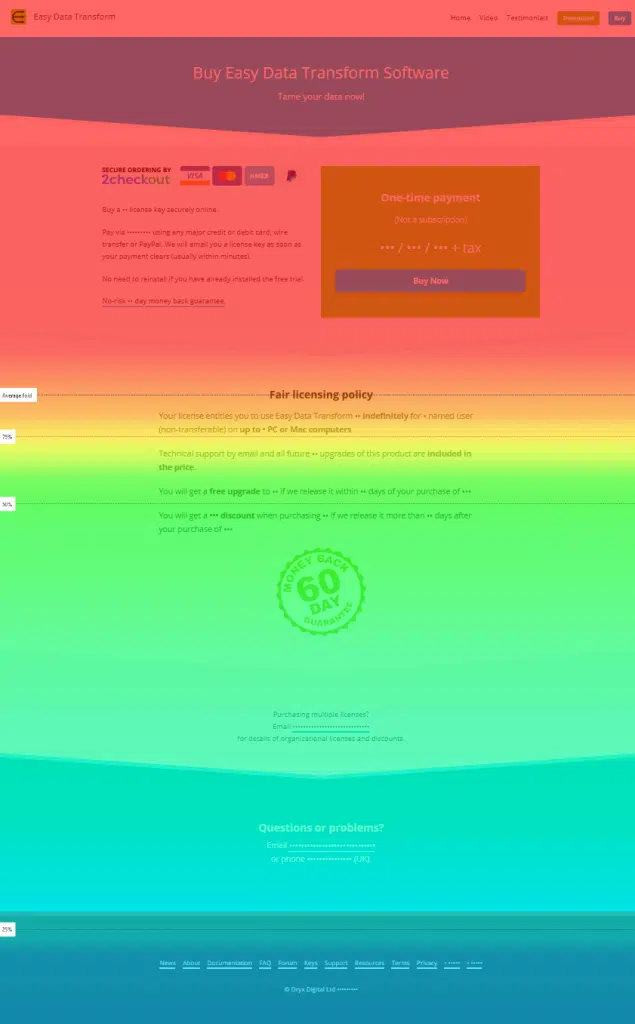 Easy Data Transform
Home Video Testimonials Download Buy
Buy Easy Data Transform Software
Tame your data now!
SECURE ORDERING BY
2checkout VISA AMEX
Buy a •• license key securely online.
Pay via ••••••••• using any major credit or debit card, wire
transfer or PayPal. We will email you a license key as soon as
your payment clears (usually within minutes).
No need to reinstall if you have already installed the free trial.
No-risk •• day money back guarantee.
One-time payment
(Not a subscription)
••• / ••• / ••• + tax
Buy Now
Average fold
Fair licensing policy
Your license entitles you to use Easy Data Transform •• indefinitely for • named user
(non-transferable) on up to • PC or Mac computers
75%
Technical support by email and all future •• upgrades of this product are included in
the price.
You will get a free upgrade to •• if we release it within •• days of your purchase of •••
50%
You will get a ••• discount when purchasing •• if we release it more than •• days after
your purchase of •••
MONEY BACK
60
DAY
GUARANTEE
Purchasing multiple licenses?
Email ••••••••••••••••••••••••••••
for details of organizational licenses and discounts.
Questions or problems?
Email ••••••••••••••••••••••••••••
or phone ••••••••••••••• (UK).
25%
News About Documentation FAQ Forum Keys Support Resources Terms Privacy • ••••• • •••••
© Oryx Digital Ltd •••••••••